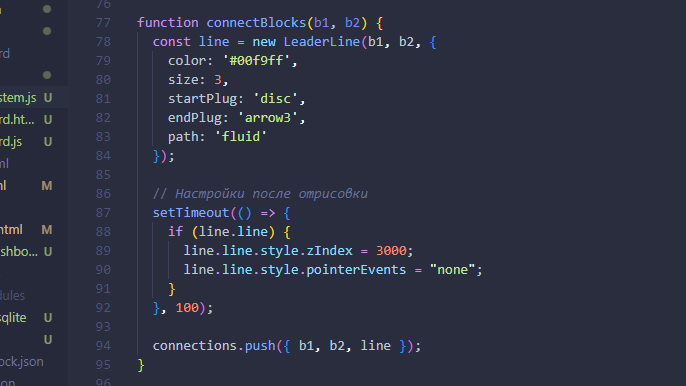 76
77 function connectBlocks(b1, b2) {
78 const line = new LeaderLine(b1, b2, {
79 color: '#00f9ff',
80 size: 3,
stem.js U 81 startPlug: 'disc',
rd.ht... U 82 endPlug: 'arrow3',
rd.js U 83 path: 'fluid'
ml 84 });
85
ml M 86 // Настройки после отрисовки
87 setTimeout(() => {
html M 88 if (line.line) {
shbo... U 89 line.line.style.zIndex = 3000;
90 line.line.style.pointerEvents = "none";
dules 91 }
sqlite U 92 }, 100);
U 93
94 connections.push({ b1, b2, line });
ock.json 95 }
96